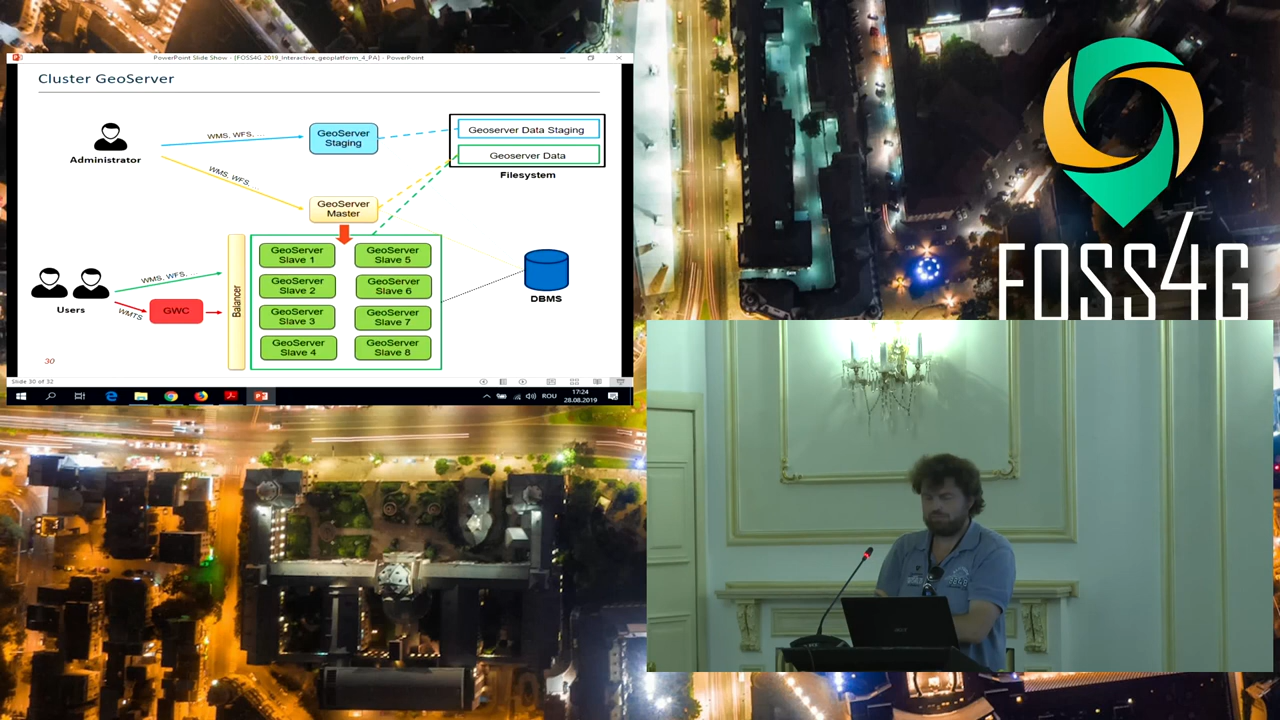 PowerPoint Slide Show - [FOSS4G 2019_Interactive_geoplatform_4_PA] - PowerPoint
Cluster GeoServer
Administrator
WMS, WFS, ...
WMS, WFS, ...
GeoServer
Staging
Geoserver Data Staging
Geoserver Data
Filesystem
GeoServer
Master
Users
WMS, WFS, ...
WMTS
GWC
Balancer
GeoServer
Slave 1
GeoServer
Slave 2
GeoServer
Slave 3
GeoServer
Slave 4
GeoServer
Slave 5
GeoServer
Slave 6
GeoServer
Slave 7
GeoServer
Slave 8
DBMS
30
Slide 30 of 32
ROU
17:24
28.08.2019
FOSS4G
acer